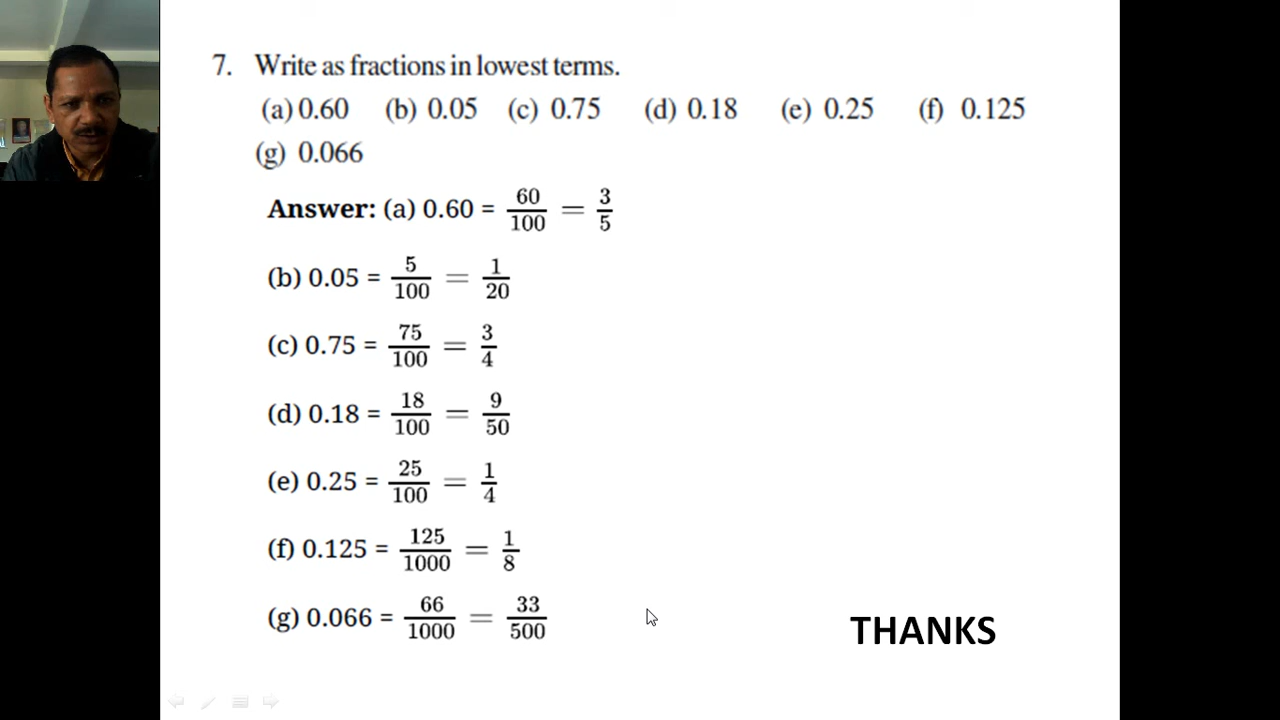 7. Write as fractions in lowest terms.
(a) 0.60 (b) 0.05 (c) 0.75 (d) 0.18 (e) 0.25 (f) 0.125
(g) 0.066
Answer: (a) 0.60 = 60/100 = 3/5
(b) 0.05 = 5/100 = 1/20
(c) 0.75 = 75/100 = 3/4
(d) 0.18 = 18/100 = 9/50
(e) 0.25 = 25/100 = 1/4
(f) 0.125 = 125/1000 = 1/8
(g) 0.066 = 66/1000 = 33/500
THANKS